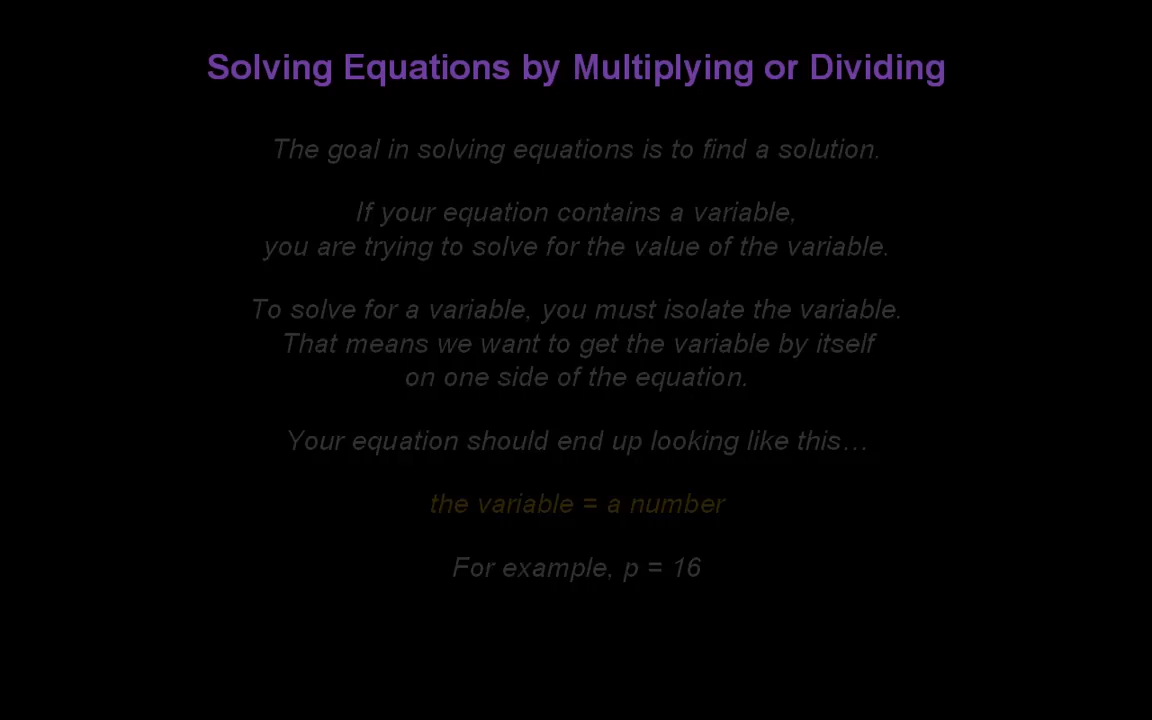 Solving Equations by Multiplying or Dividing
The goal in solving equations is to find a solution.
If your equation contains a variable,
you are trying to solve for the value of the variable.
To solve for a variable, you must isolate the variable.
That means we want to get the variable by itself
on one side of the equation.
Your equation should end up looking like this…
the variable = a number
For example, p = 16